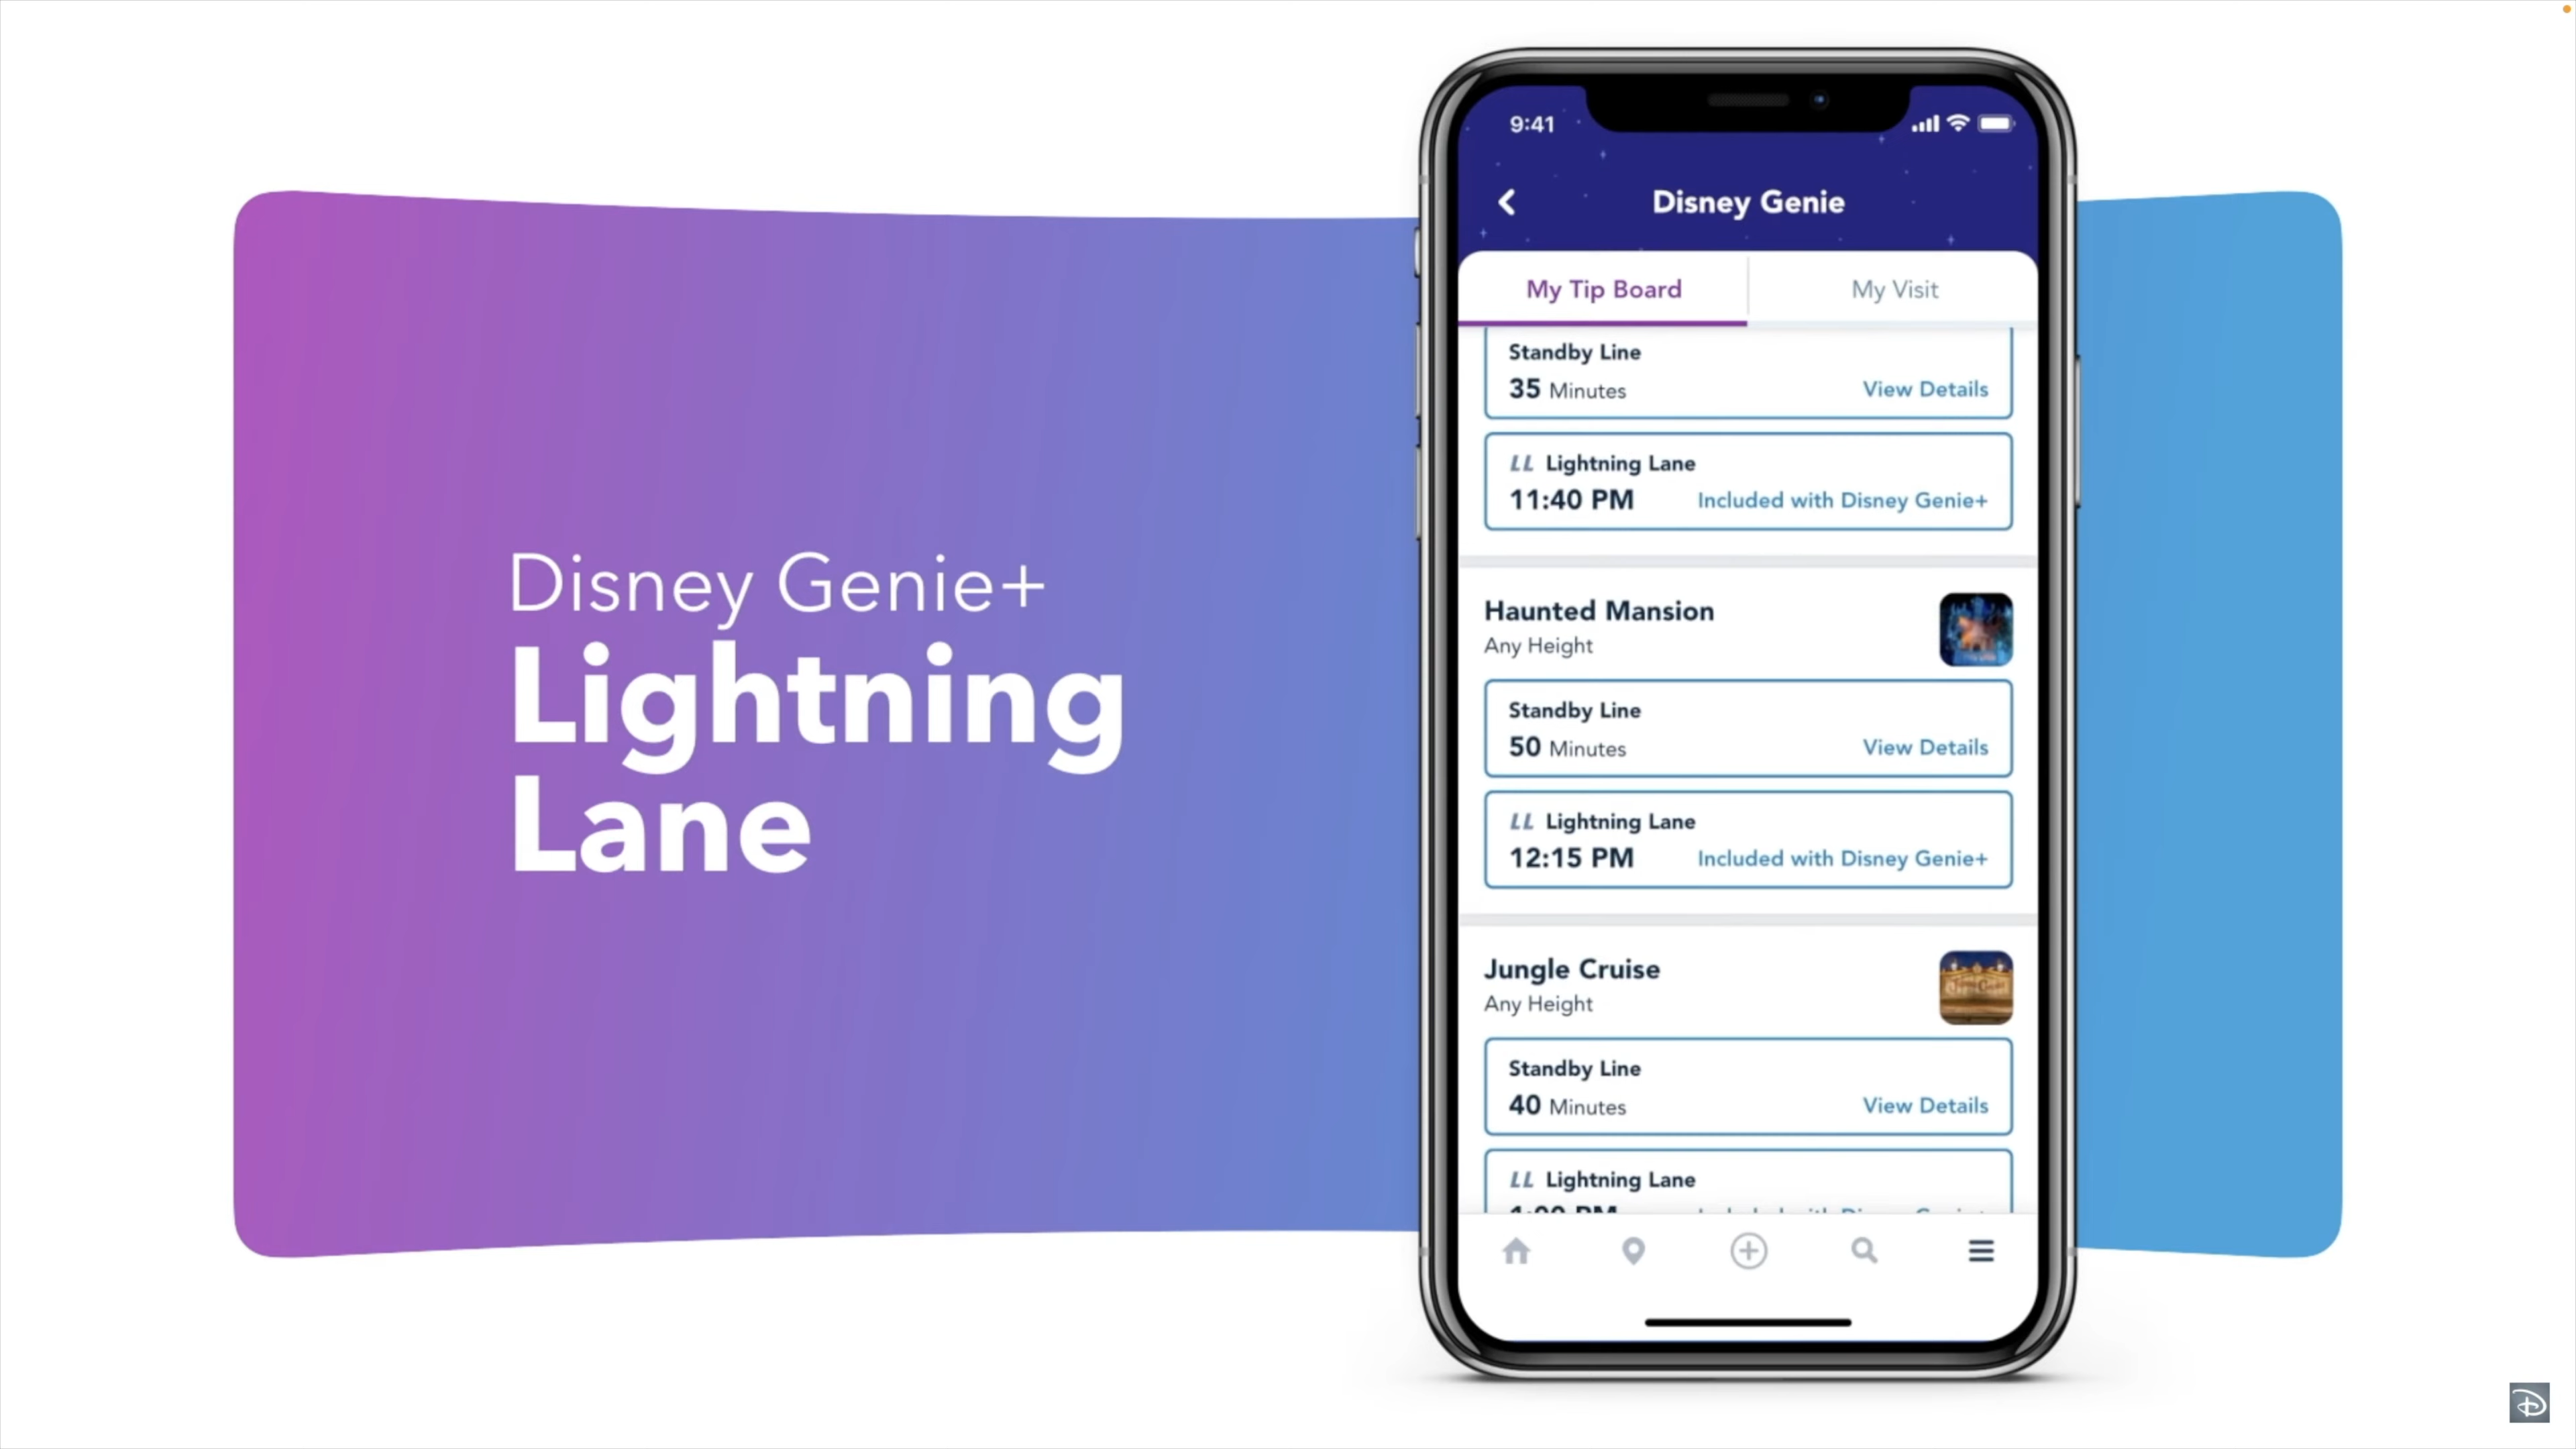 Disney Genie+
Lightning
Lane
9:41
Disney Genie
My Tip Board
My Visit
Standby Line
35 Minutes
View Details
LL Lightning Lane
11:40 PM
Included with Disney Genie+
Haunted Mansion
Any Height
Standby Line
50 Minutes
View Details
LL Lightning Lane
12:15 PM
Included with Disney Genie+
Jungle Cruise
Any Height
Standby Line
40 Minutes
View Details
LL Lightning Lane